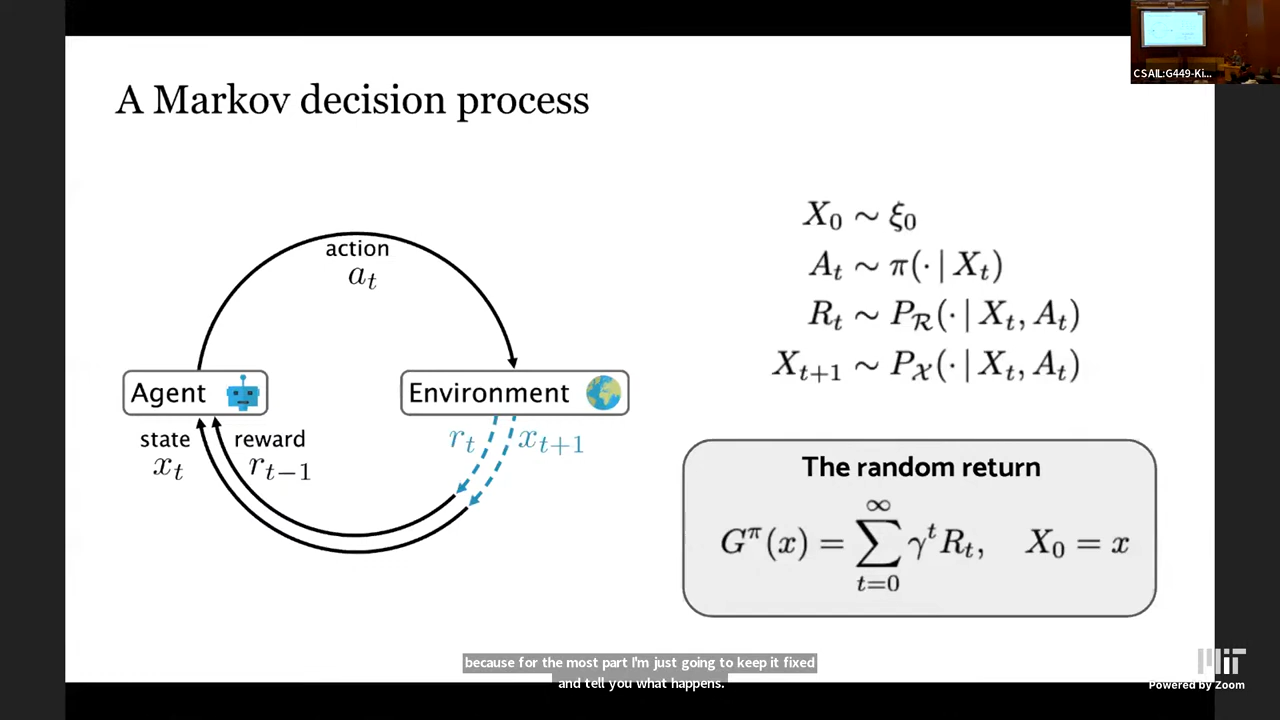 CSAIL:G449-Ki...
A Markov decision process
action
a_t
Agent
Environment
state
x_t
reward
r_{t-1}
r_t
x_{t+1}
X_0 ∼ ξ_0
A_t ∼ π(· | X_t)
R_t ∼ P_ℛ(· | X_t, A_t)
X_{t+1} ∼ P_𝒳(· | X_t, A_t)
The random return
G^π(x) = ∑_{t=0}^{∞} γ^t R_t, X_0 = x
because for the most part I'm just going to keep it fixed
and tell you what happens.
MIT
Powered by Zoom